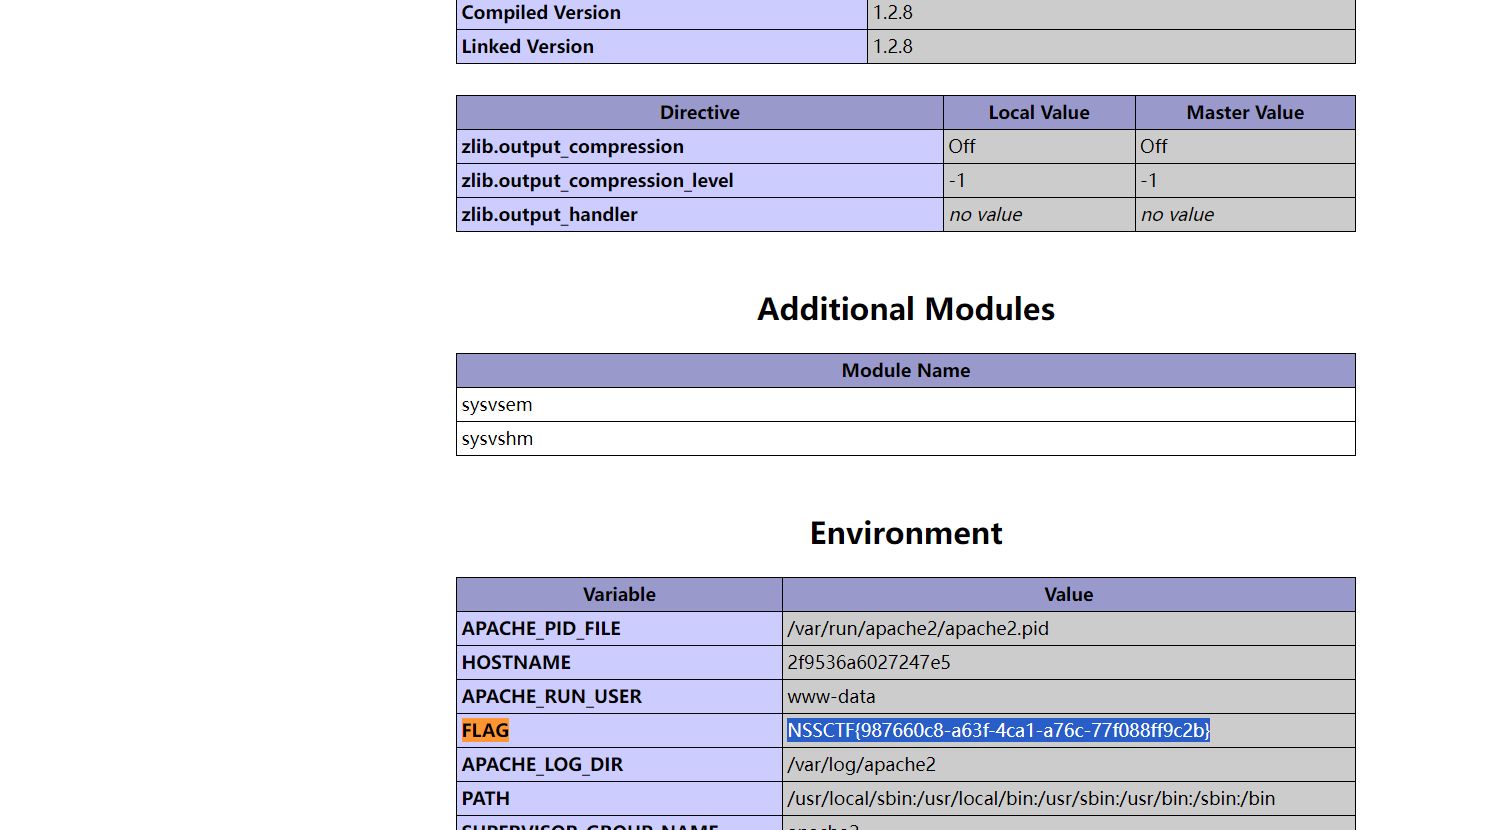 Compiled Version 1.2.8
Linked Version 1.2.8
Directive Local Value Master Value
zlib.output_compression Off Off
zlib.output_compression_level -1 -1
zlib.output_handler no value no value
Additional Modules
Module Name
sysvsem
sysvshm
Environment
Variable Value
APACHE_PID_FILE /var/run/apache2/apache2.pid
HOSTNAME 2f9536a6027247e5
APACHE_RUN_USER www-data
FLAG NSSCTF{987660c8-a63f-4ca1-a76c-77f088ff9c2b}
APACHE_LOG_DIR /var/log/apache2
PATH /usr/local/sbin:/usr/local/bin:/usr/sbin:/usr/bin:/sbin:/bin
SUPERVISOR_GROUP_NAME apache2